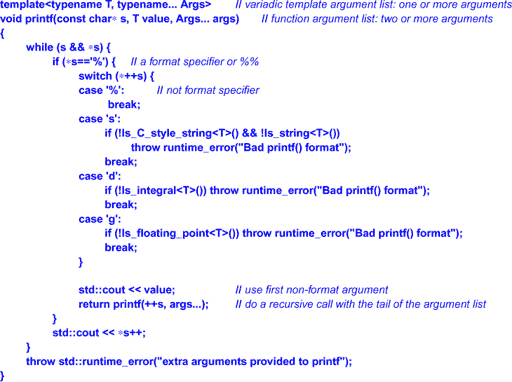 template<typename T, typename... Args> // variadic template argument list: one or more arguments
void printf(const char* s, T value, Args... args) // function argument list: two or more arguments
{
while (s && *s) {
if (*s=='%') { // a format specifier or %%
switch (*++s) {
case '%': // not format specifier
break;
case 's':
if (!Is_C_style_string<T>() && !Is_string<T>())
throw runtime_error("Bad printf() format");
break;
case 'd':
if (!Is_integral<T>()) throw runtime_error("Bad printf() format");
break;
case 'g':
if (!Is_floating_point<T>()) throw runtime_error("Bad printf() format");
break;
}
std::cout << value; // use first non-format argument
return printf(++s, args...); // do a recursive call with the tail of the argument list
}
std::cout << *s++;
}
throw std::runtime_error("extra arguments provided to printf");
}